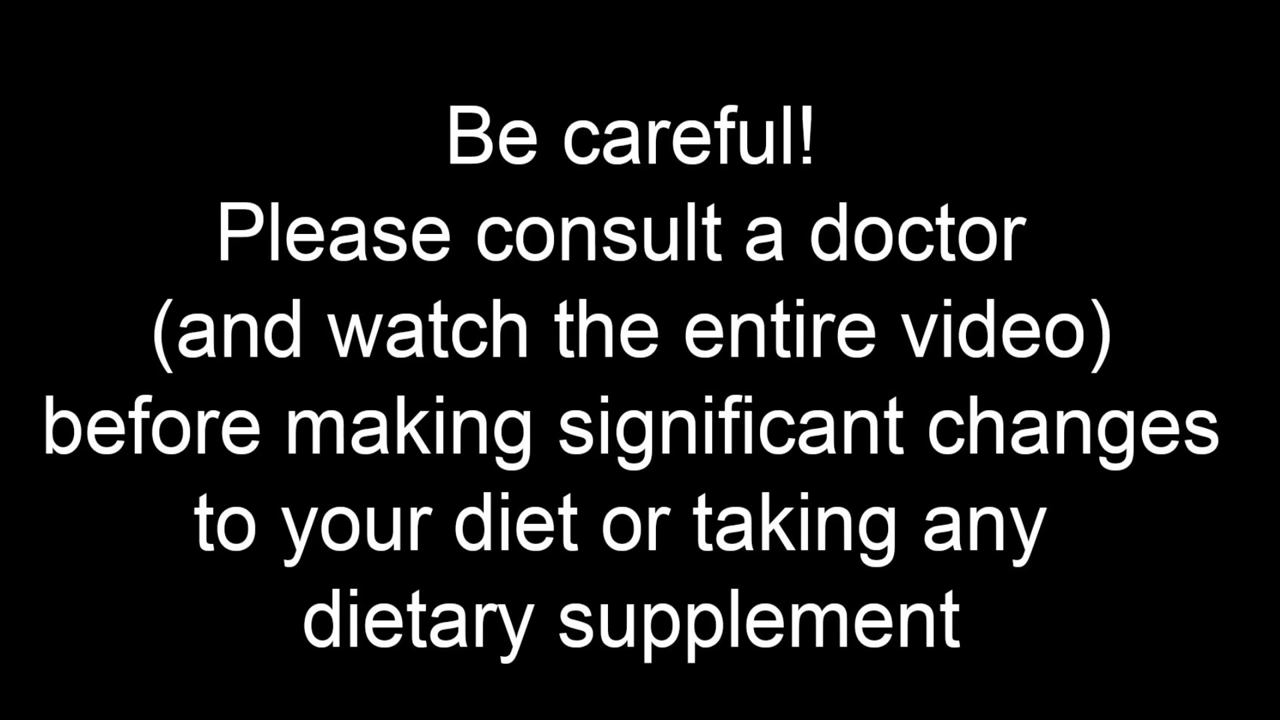 Be careful!
Please consult a doctor
(and watch the entire video)
before making significant changes
to your diet or taking any
dietary supplement